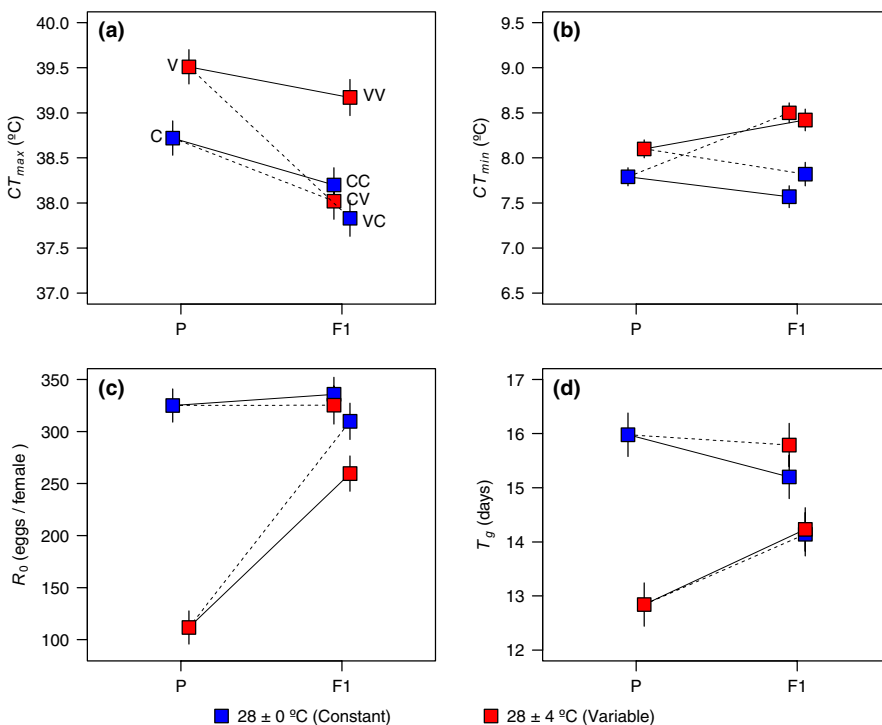 (a)
40.0
39.5
39.0
38.5
38.0
37.5
37.0
CTmax (ºC)
V
C
VV
CC
CV
VC
P
F1
(b)
9.5
9.0
8.5
8.0
7.5
7.0
6.5
CTmin (ºC)
P
F1
(c)
350
300
250
200
150
100
R0 (eggs / female)
P
F1
(d)
17
16
15
14
13
12
Tg (days)
P
F1
28 ± 0 ºC (Constant)
28 ± 4 ºC (Variable)